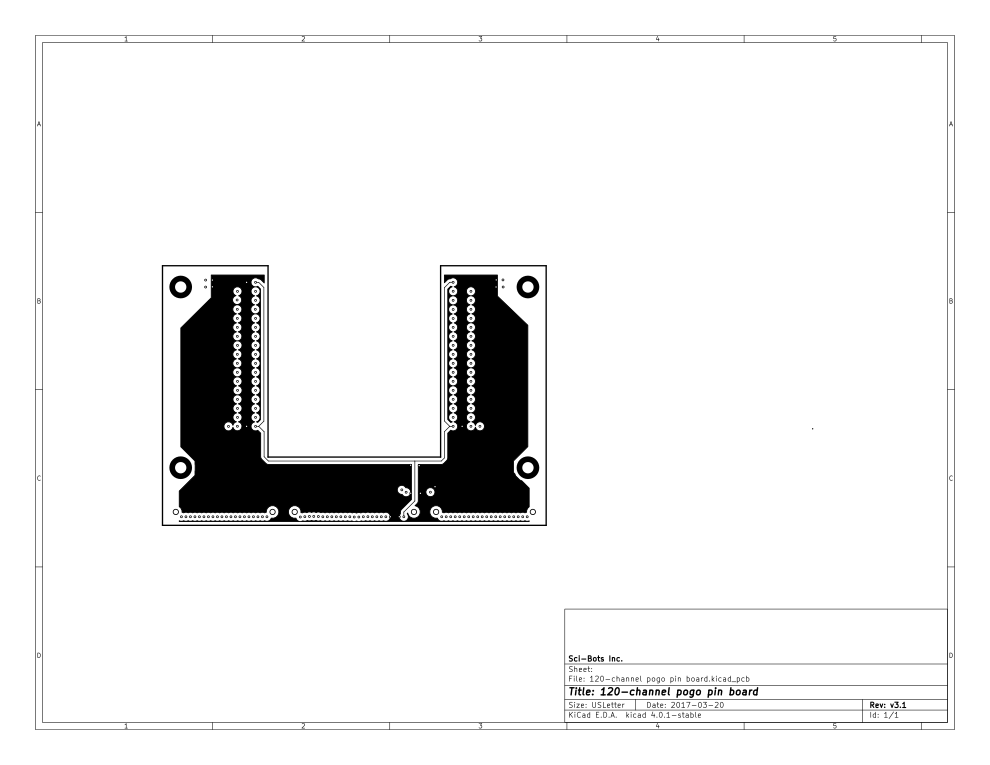 1 2 3 4 5
A A
B B
C C
Sci-Bots Inc.
D D
Sheet:
File: 120-channel pogo pin board.kicad_pcb
Title: 120-channel pogo pin board
Size: USLetter Date: 2017-03-20 Rev: v3.1
KiCad E.D.A. kicad 4.0.1-stable Id: 1/1
1 2 3 4 5